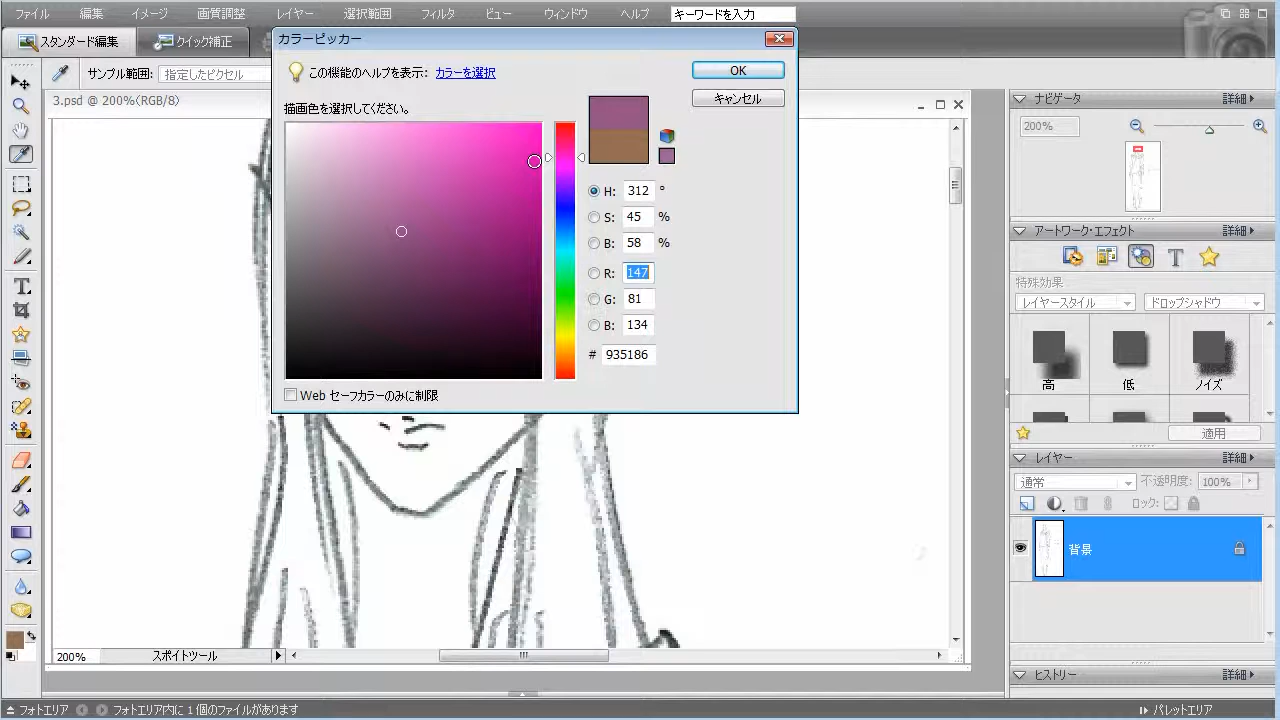 ファイル 編集 イメージ 画質調整 レイヤー 選択範囲 フィルタ ビュー ウィンドウ ヘルプ キーワードを入力
スタンダード編集 クイック補正
カラーピッカー
この機能のヘルプを表示: カラーを選択
OK
キャンセル
描画色を選択してください。
H: 312 °
S: 45 %
B: 58 %
R: 147
G: 81
B: 134
# 935186
Web セーフカラーのみに制限
ンプル範囲: 指定したピクセル
3.psd @ 200%(RGB/8)
200% スポイトツール
ナビゲータ 詳細
200%
アートワーク・エフェクト 詳細
特殊効果
レイヤースタイル ドロップシャドウ
高 低 ノイズ
適用
レイヤー 詳細
通常 不透明度: 100%
ロック:
背景
ヒストリー 詳細
フォトエリア フォトエリア内に 1 個のファイルがあります パレットエリア